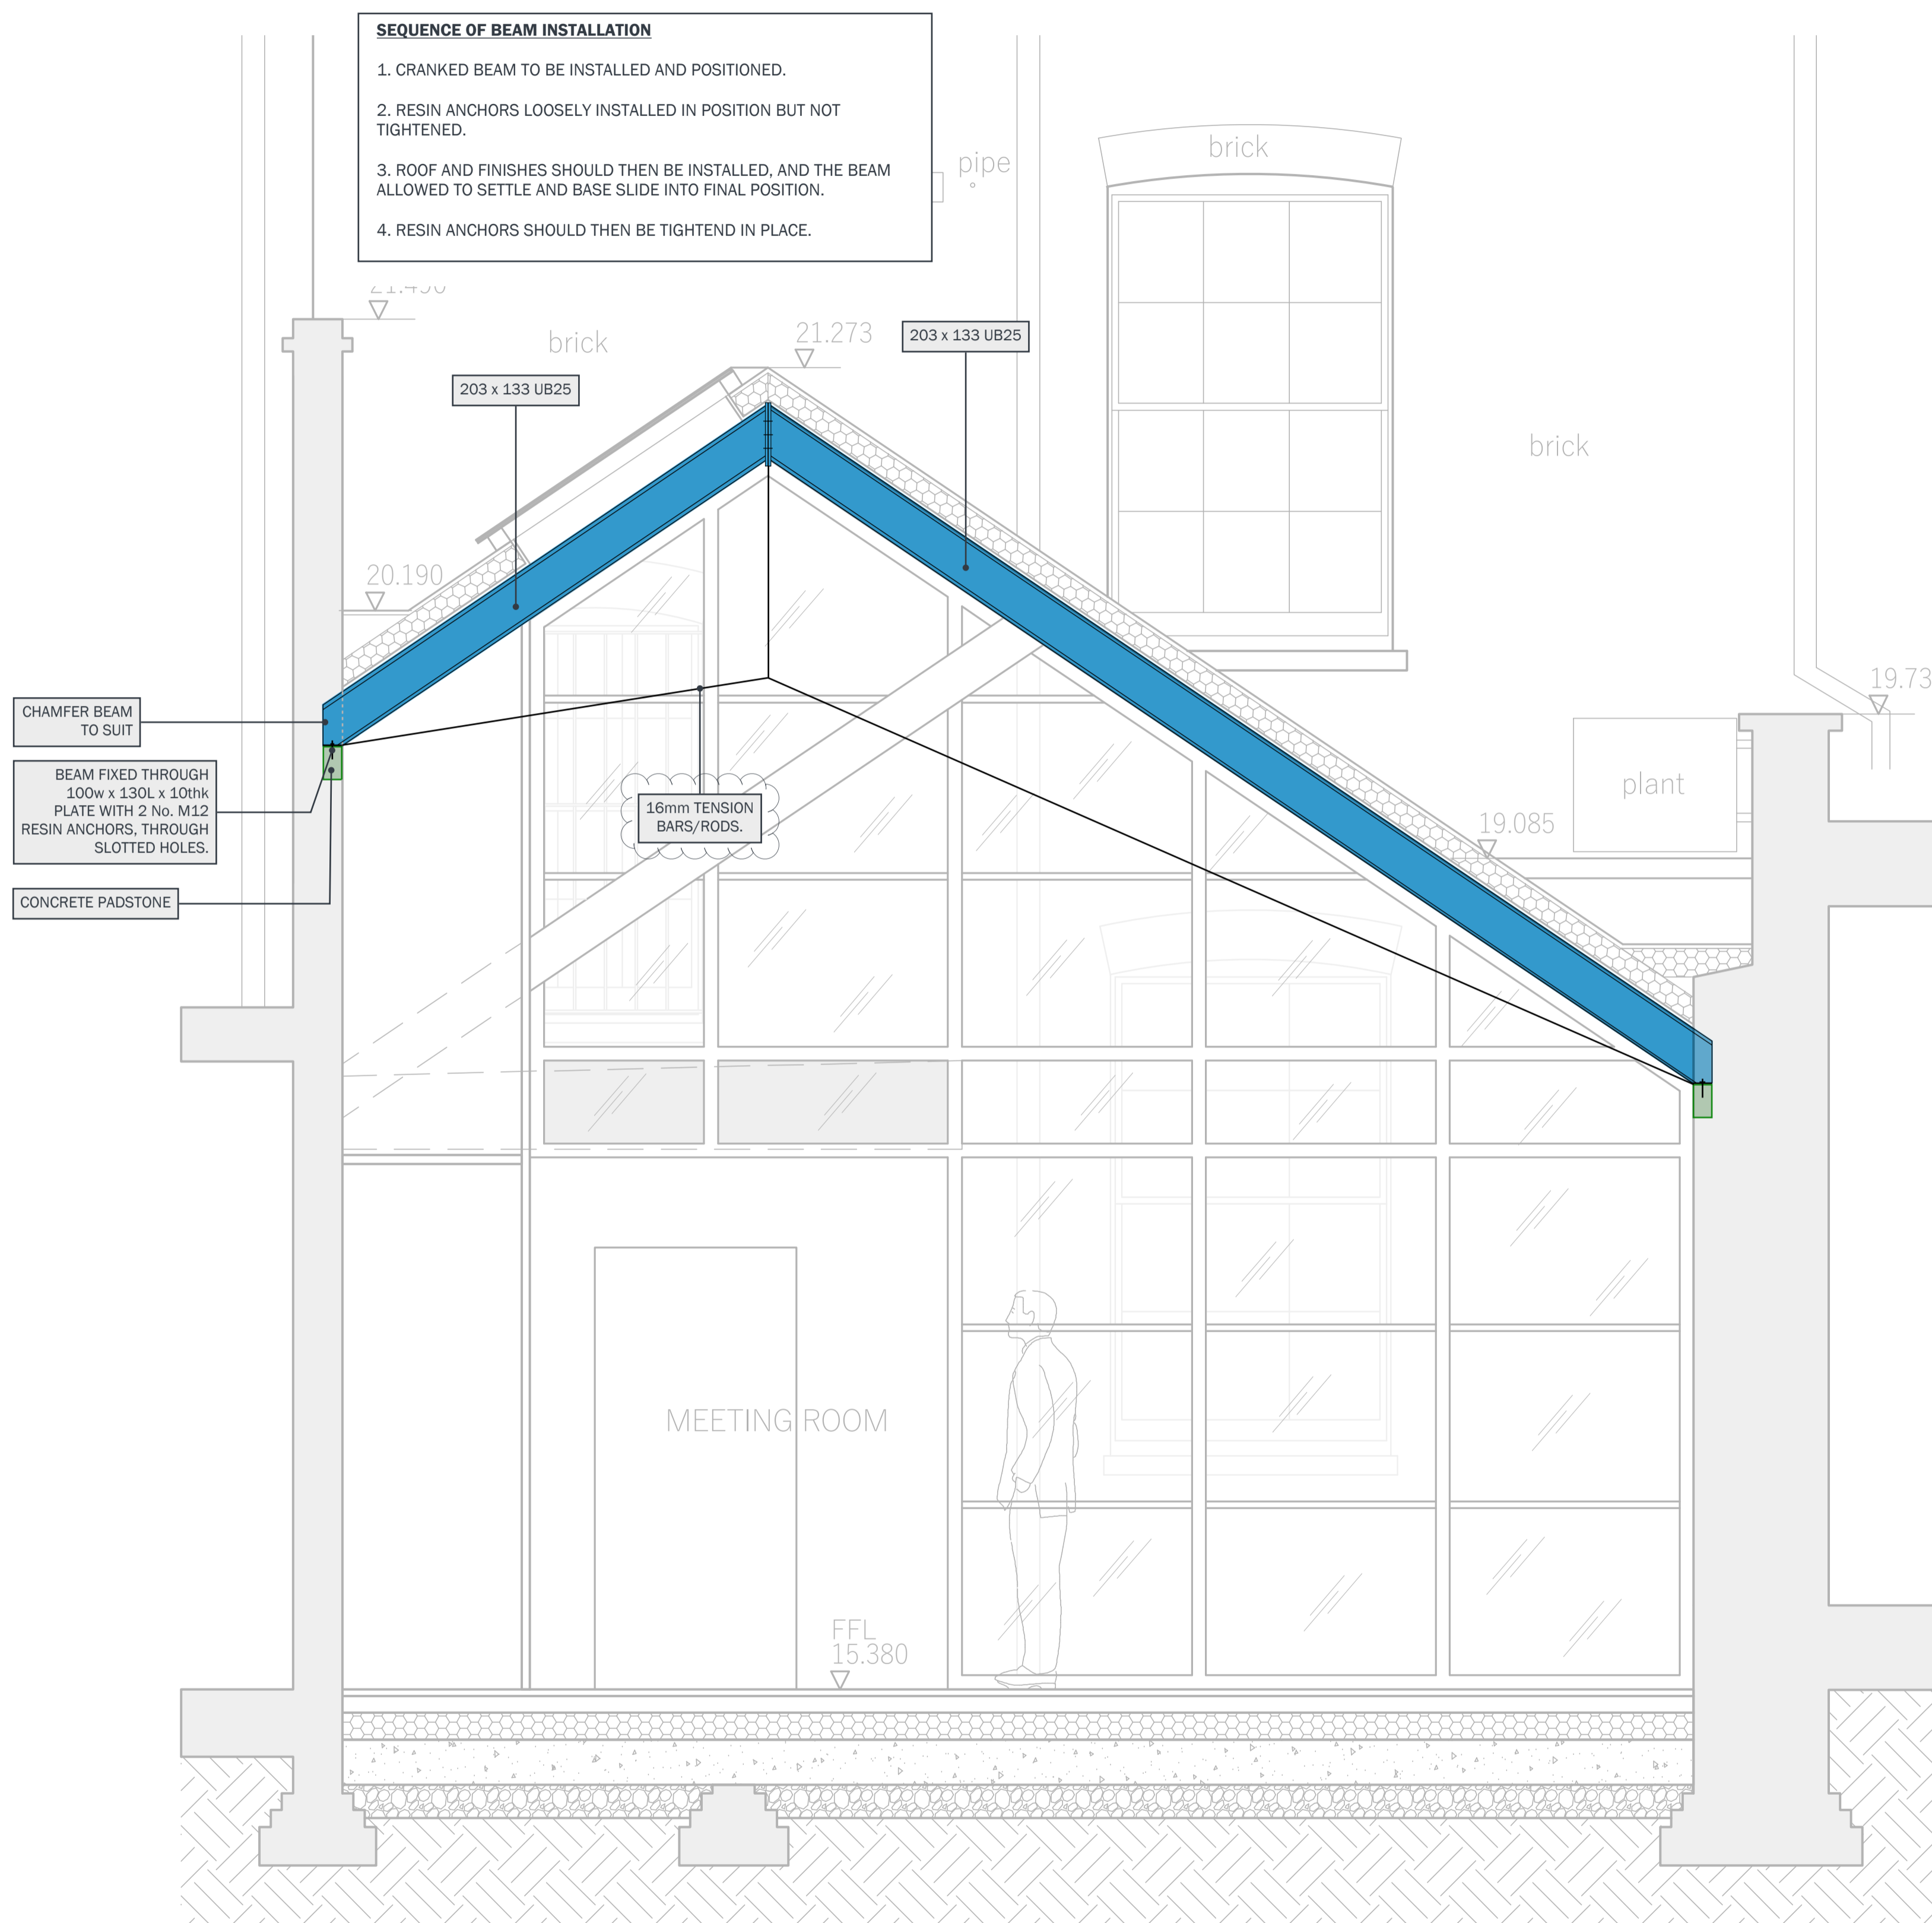 SEQUENCE OF BEAM INSTALLATION
1. CRANKED BEAM TO BE INSTALLED AND POSITIONED.
2. RESIN ANCHORS LOOSELY INSTALLED IN POSITION BUT NOT
TIGHTENED.
3. ROOF AND FINISHES SHOULD THEN BE INSTALLED, AND THE BEAM
ALLOWED TO SETTLE AND BASE SLIDE INTO FINAL POSITION.
4. RESIN ANCHORS SHOULD THEN BE TIGHTEND IN PLACE.
brick
pipe
21.273
203 x 133 UB25
brick
203 x 133 UB25
brick
20.190
19.73
CHAMFER BEAM
TO SUIT
BEAM FIXED THROUGH
100w x 130L x 10thk
PLATE WITH 2 No. M12
RESIN ANCHORS, THROUGH
SLOTTED HOLES.
plant
16mm TENSION
BARS/RODS.
19.085
CONCRETE PADSTONE
MEETING ROOM
FFL
15.380